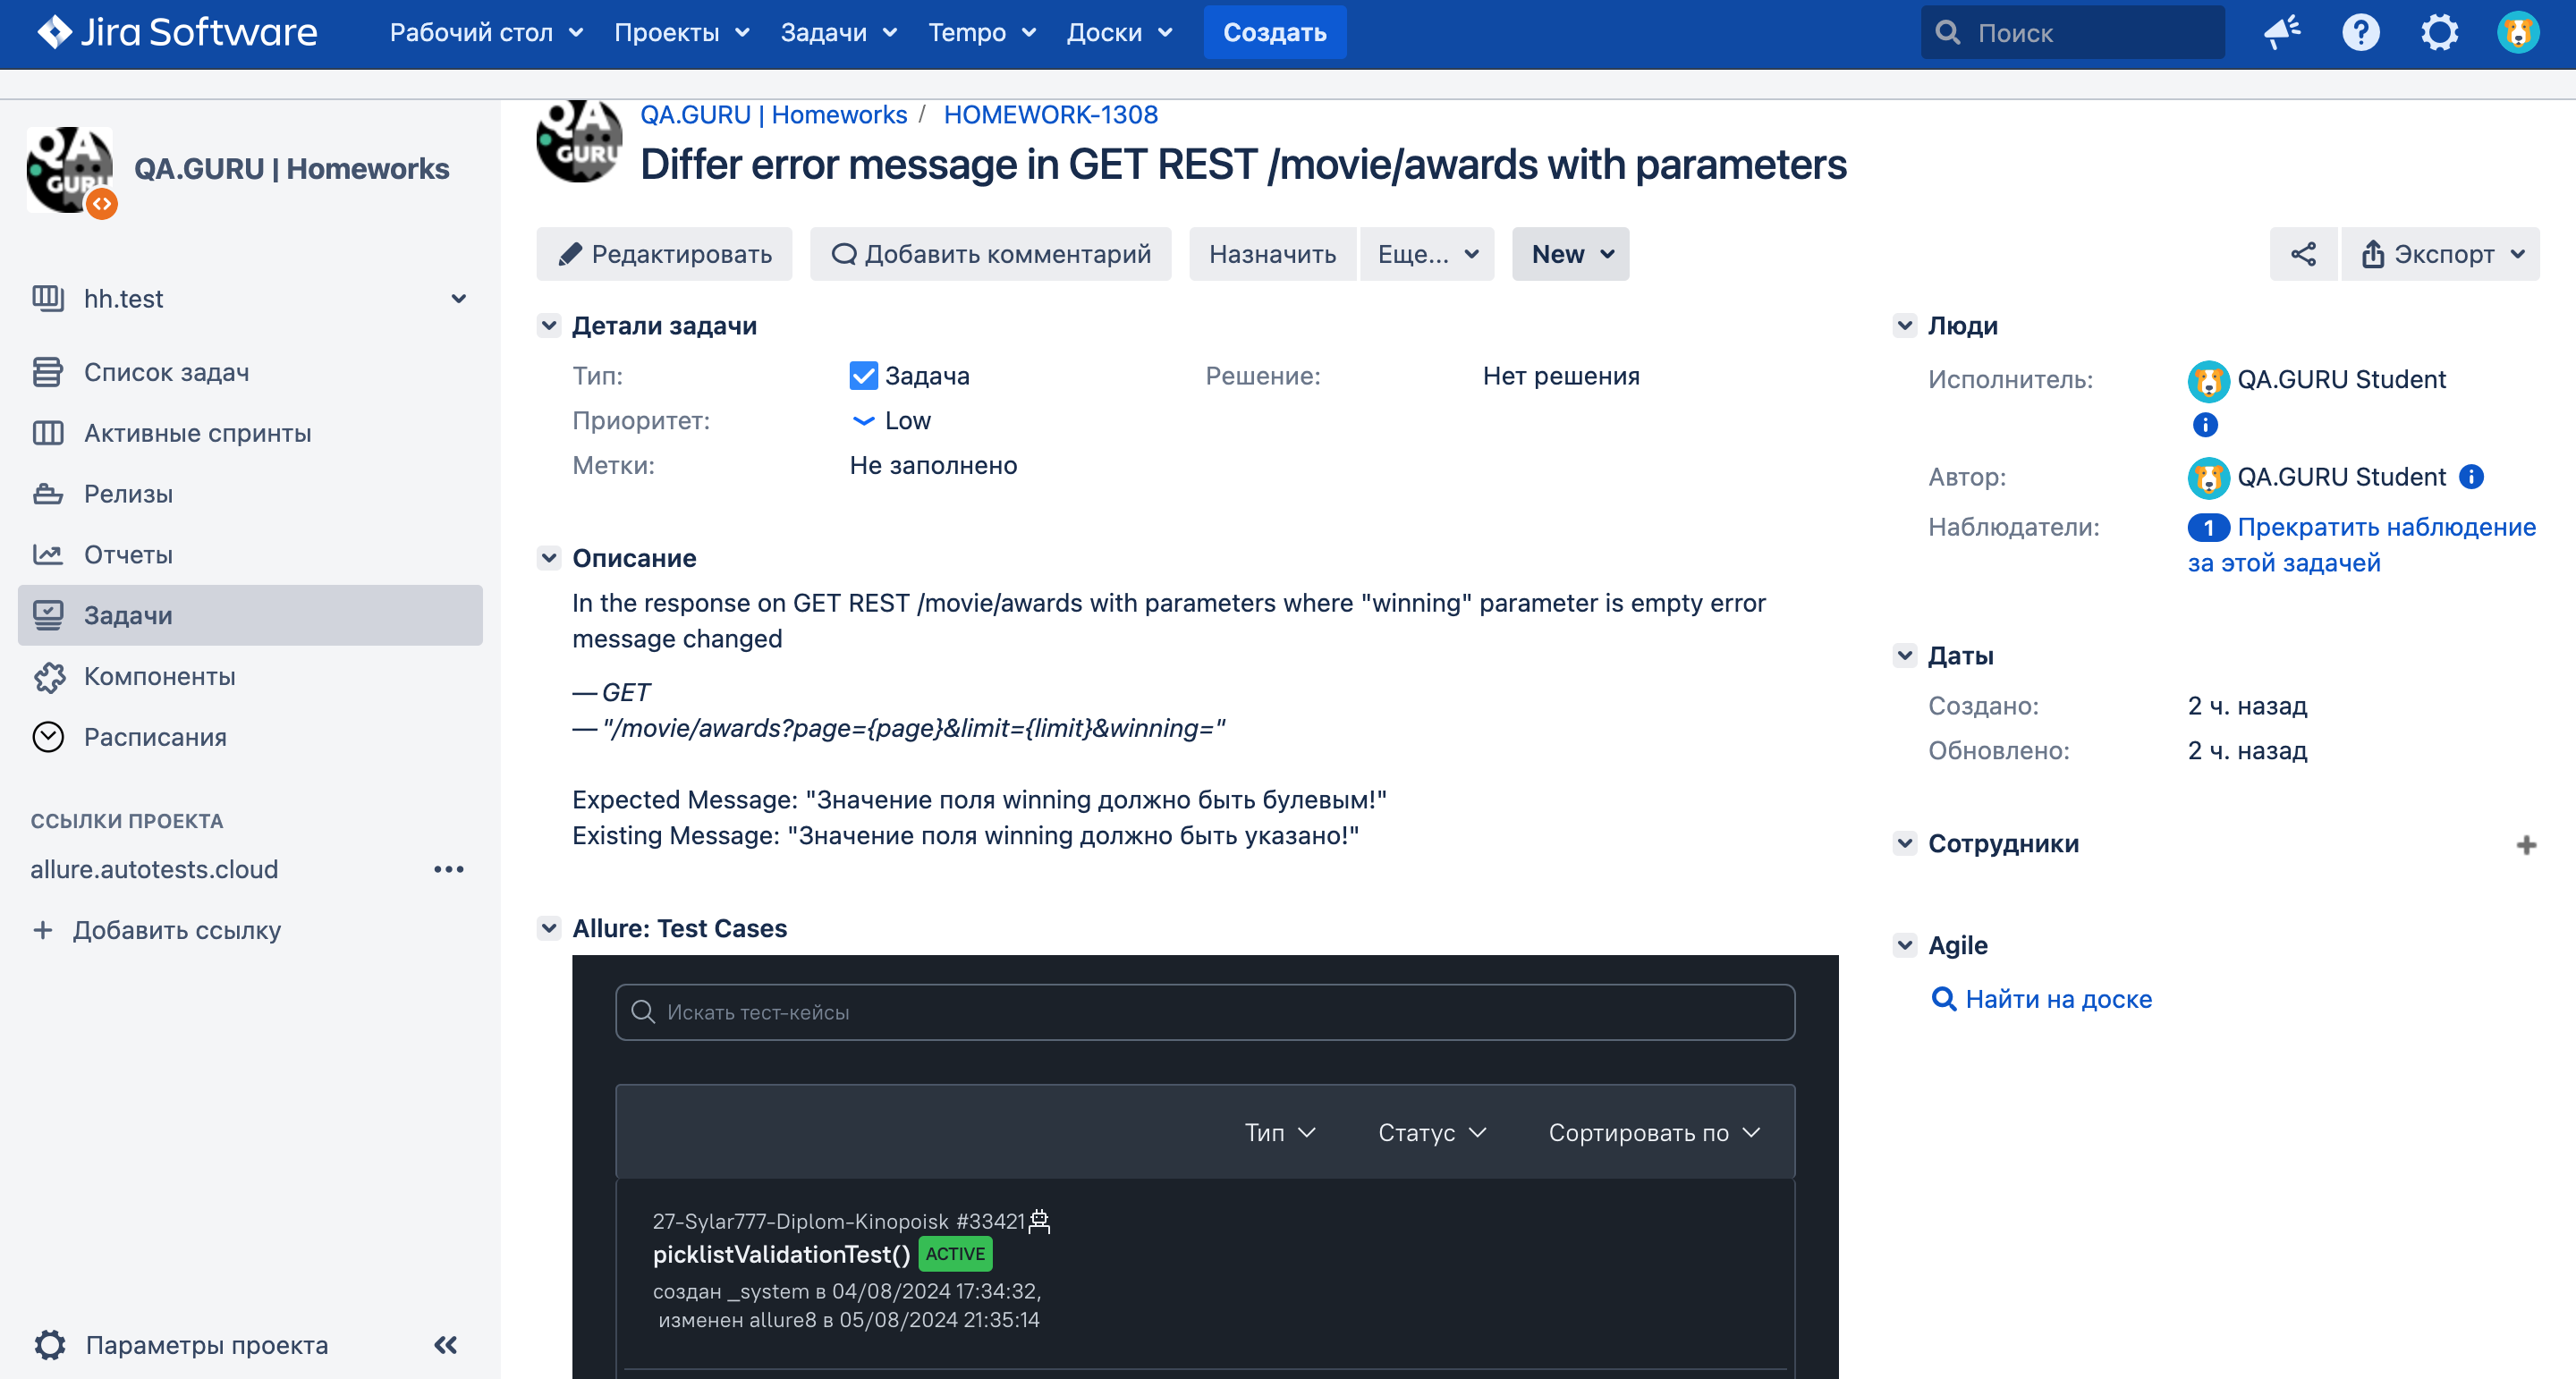 Jira Software
Рабочий стол
Проекты
Задачи
Tempo
Доски
Создать
Поиск
QA GURU
QA.GURU | Homeworks
hh.test
Список задач
Активные спринты
Релизы
Отчеты
Задачи
Компоненты
Расписания
ССЫЛКИ ПРОЕКТА
allure.autotests.cloud
Добавить ссылку
Параметры проекта
QA GURU
QA.GURU | Homeworks / HOMEWORK-1308
Differ error message in GET REST /movie/awards with parameters
Редактировать
Добавить комментарий
Назначить
Еще...
New
Экспорт
Детали задачи
Тип: Задача
Решение: Нет решения
Приоритет: Low
Метки: Не заполнено
Описание
In the response on GET REST /movie/awards with parameters where "winning" parameter is empty error
message changed
— GET
— "/movie/awards?page={page}&limit={limit}&winning="
Expected Message: "Значение поля winning должно быть булевым!"
Existing Message: "Значение поля winning должно быть указано!"
Allure: Test Cases
Искать тест-кейсы
Тип
Статус
Сортировать по
27-Sylar777-Diplom-Kinopoisk #33421
picklistValidationTest() ACTIVE
создан _system в 04/08/2024 17:34:32,
изменен allure8 в 05/08/2024 21:35:14
Люди
Исполнитель: QA.GURU Student
Автор: QA.GURU Student
Наблюдатели: 1 Прекратить наблюдение
за этой задачей
Даты
Создано: 2 ч. назад
Обновлено: 2 ч. назад
Сотрудники
Agile
Найти на доске